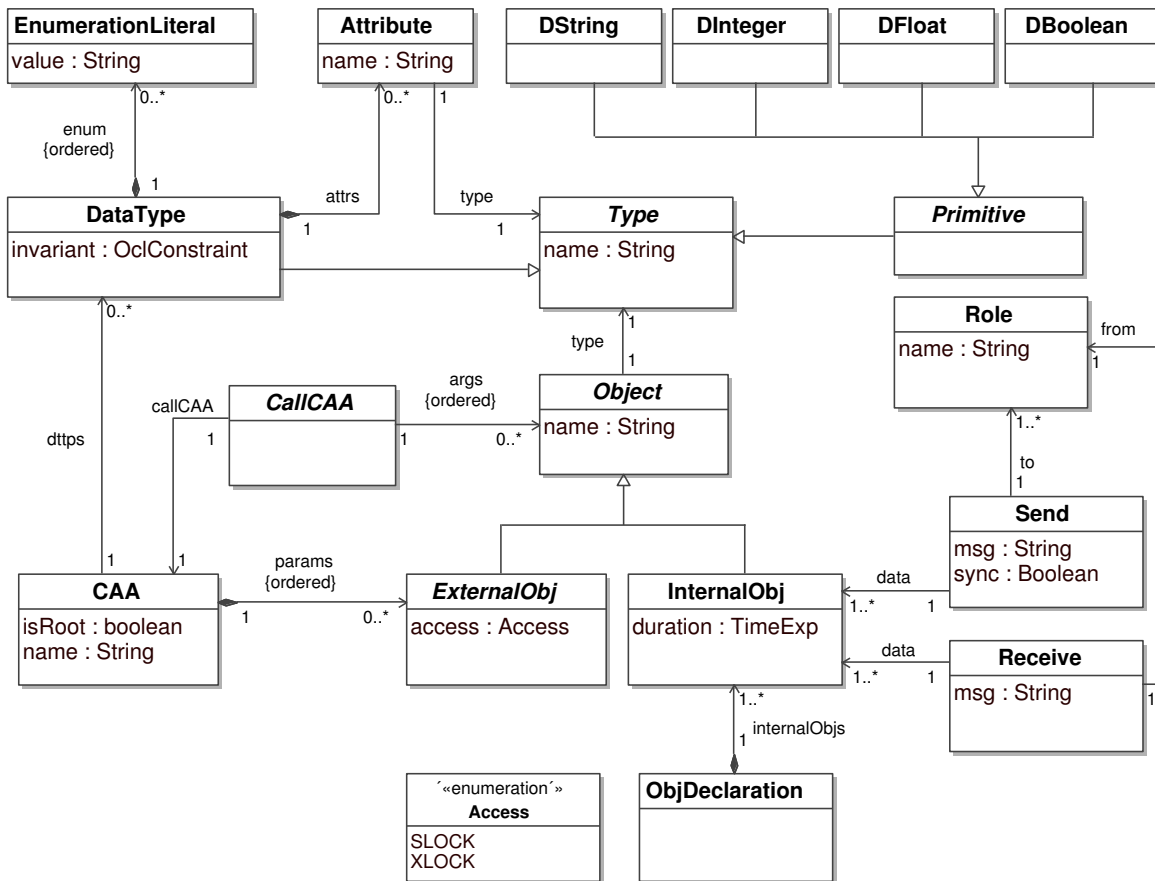 EnumerationLiteral
value : String
Attribute
name : String
DString
DInteger
DFloat
DBoolean
0..*
0..*
1
enum
{ordered}
1
attrs
1
type
1
DataType
invariant : OclConstraint
Type
name : String
Primitive
0..*
1
type
1
Role
name : String
from
1
callCAA
1
CallCAA
args
{ordered}
1
0..*
Object
name : String
1..*
dttps
to
1
Send
msg : String
sync : Boolean
1
1
params
{ordered}
CAA
isRoot : boolean
name : String
1
0..*
ExternalObj
access : Access
InternalObj
duration : TimeExp
data
1..*
1
data
1..*
1
Receive
msg : String
1
1..*
internalObjs
1
´«enumeration´»
Access
SLOCK
XLOCK
ObjDeclaration